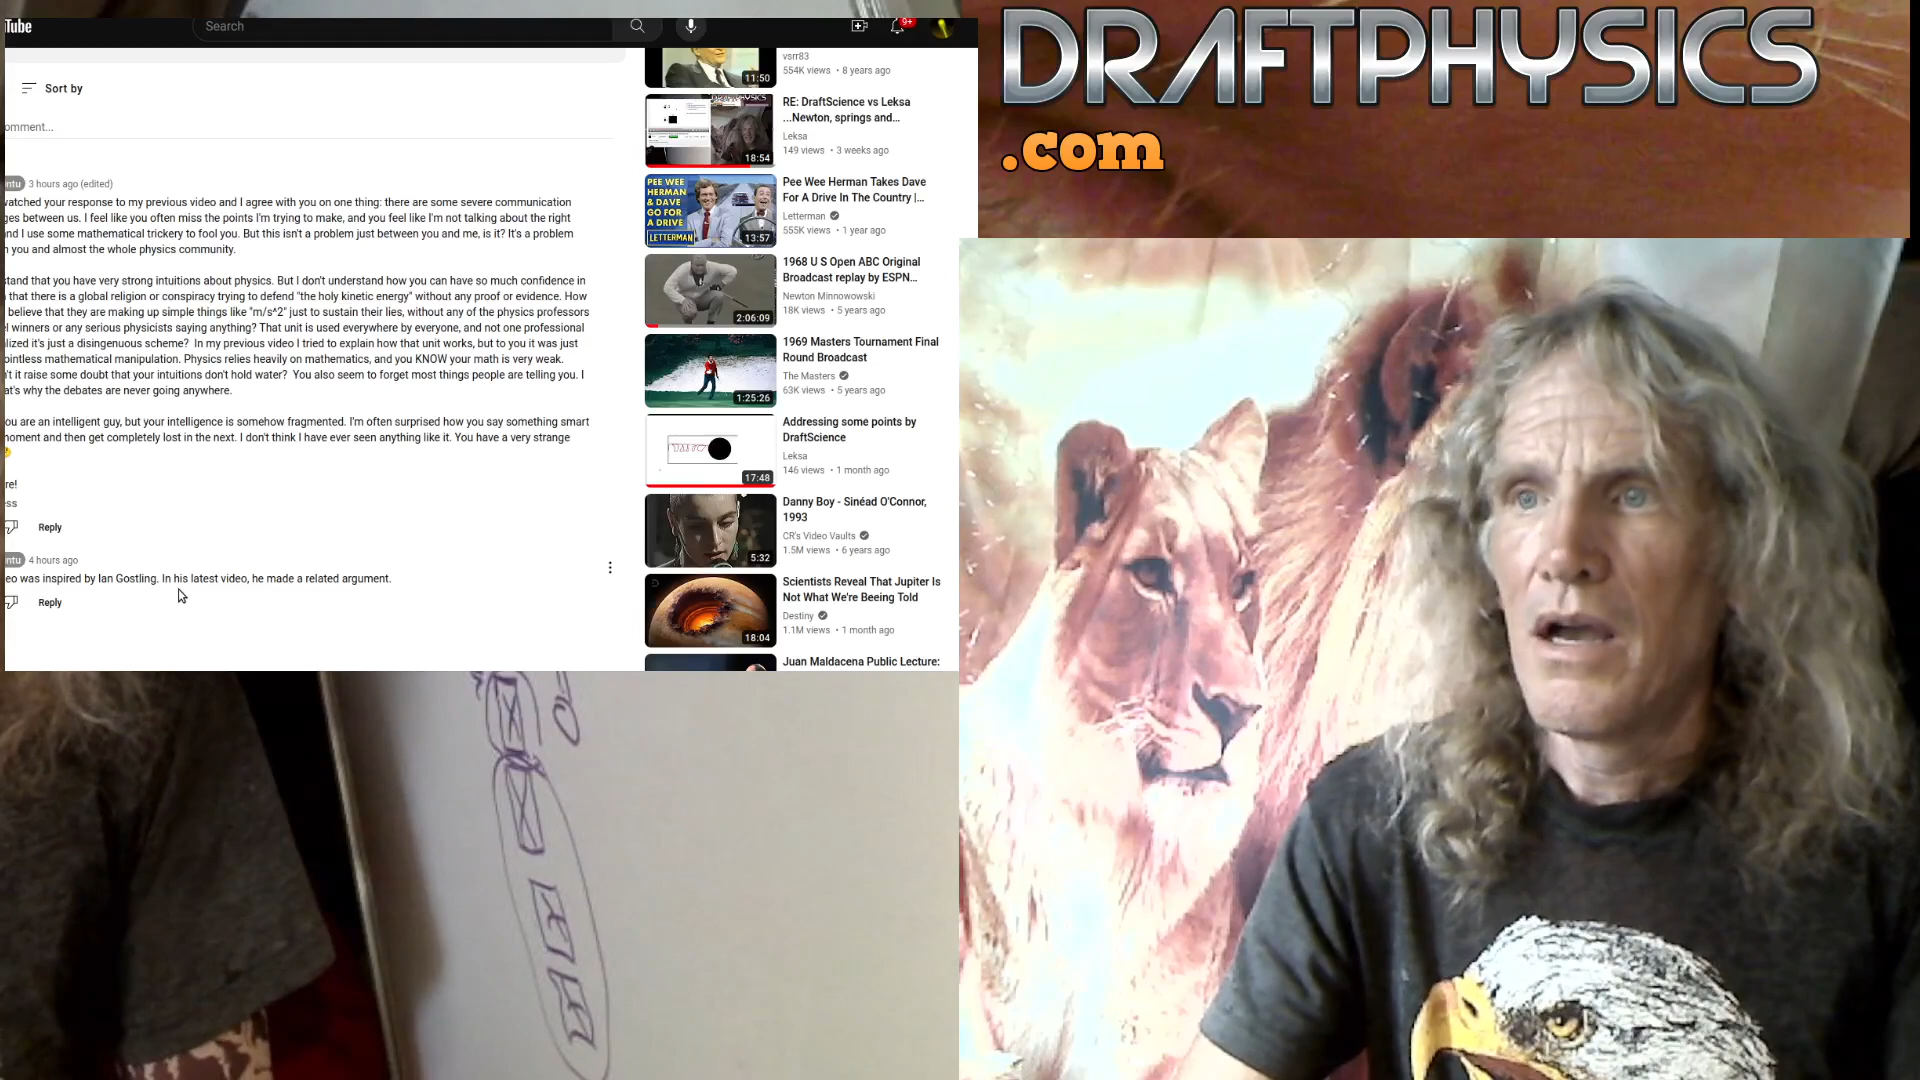 uTube
Search
9+
Sort by
omment...
ntu 3 hours ago (edited)
watched your response to my previous video and I agree with you on one thing: there are some severe communication
ges between us. I feel like you often miss the points I'm trying to make, and you feel like I'm not talking about the right
nd I use some mathematical trickery to fool you. But this isn't a problem just between you and me, is it? It's a problem
n you and almost the whole physics community.
stand that you have very strong intuitions about physics. But I don't understand how you can have so much confidence in
that there is a global religion or conspiracy trying to defend "the holy kinetic energy" without any proof or evidence. How
believe that they are making up simple things like "m/s^2" just to sustain their lies, without any of the physics professors
l winners or any serious physicists saying anything? That unit is used everywhere by everyone, and not one professional
lized it's just a disingenuous scheme? In my previous video I tried to explain how that unit works, but to you it was just
ointless mathematical manipulation. Physics relies heavily on mathematics, and you KNOW your math is very weak.
't it raise some doubt that your intuitions don't hold water? You also seem to forget most things people are telling you. I
at's why the debates are never going anywhere.
ou are an intelligent guy, but your intelligence is somehow fragmented. I'm often surprised how you say something smart
moment and then get completely lost in the next. I don't think I have ever seen anything like it. You have a very strange
re!
ess
Reply
ntu 4 hours ago
eo was inspired by Ian Gostling. In his latest video, he made a related argument.
Reply
11:50
vsrr83
554K views • 8 years ago
RE: DraftScience vs Leksa
...Newton, springs and...
Leksa
149 views • 3 weeks ago
18:54
PEE WEE
HERMAN
& DAVE
GO FOR
A DRIVE
LETTERMAN
13:57
Pee Wee Herman Takes Dave
For A Drive In The Country |...
Letterman
555K views • 1 year ago
1968 U S Open ABC Original
Broadcast replay by ESPN...
Newton Minnowowski
18K views • 5 years ago
2:06:09
1969 Masters Tournament Final
Round Broadcast
The Masters
63K views • 5 years ago
1:25:26
Addressing some points by
DraftScience
Leksa
146 views • 1 month ago
17:48
Danny Boy - Sinéad O'Connor,
1993
CR's Video Vaults
1.5M views • 6 years ago
5:32
Scientists Reveal That Jupiter Is
Not What We're Beeing Told
Destiny
1.1M views • 1 month ago
18:04
Juan Maldacena Public Lecture:
DRAFTPHYSICS
.com